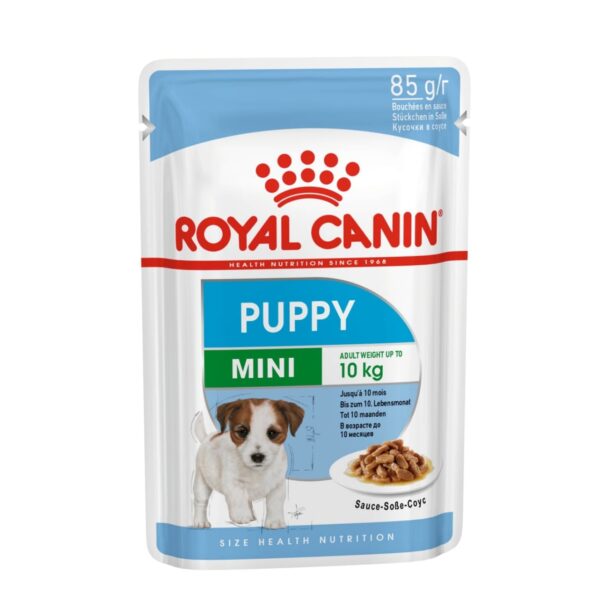 85 g/г
Bouchées en sauce
Stückchen in Soße
Кусочки в соусе
ROYAL CANIN®
HEALTH NUTRITION SINCE 1968
PUPPY
MINI
ADULT WEIGHT UP TO
10 kg
Jusqu'à 10 mois
Bis zum 10. Lebensmonat
Tot 10 maanden
В возрасте до
10 месяцев
Sauce-Soße-Соус
SIZE HEALTH NUTRITION